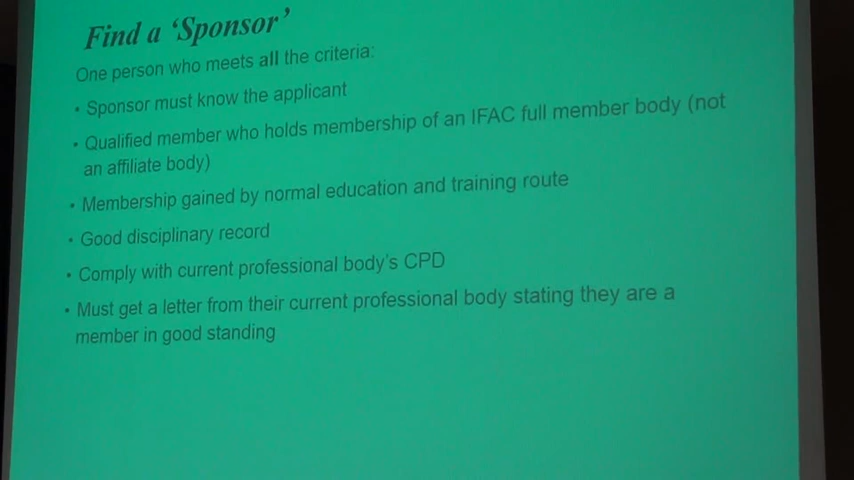 Find a ‘Sponsor’
One person who meets all the criteria:
• Sponsor must know the applicant
• Qualified member who holds membership of an IFAC full member body (not
an affiliate body)
• Membership gained by normal education and training route
• Good disciplinary record
• Comply with current professional body's CPD
• Must get a letter from their current professional body stating they are a
member in good standing